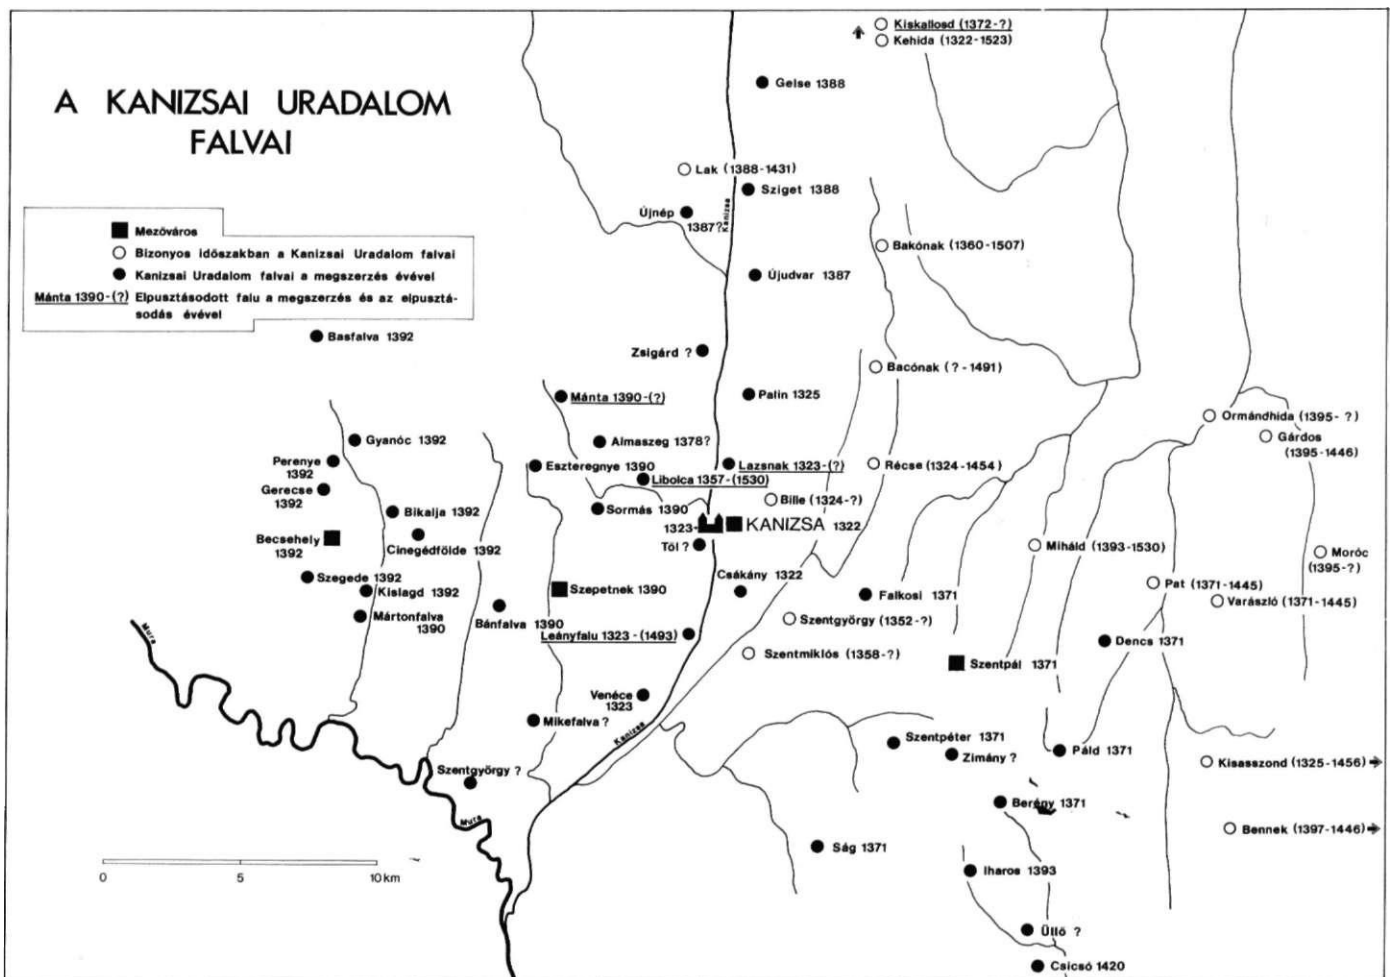 A KANIZSAI URADALOM
FALVAI
Mezőváros
Bizonyos időszakban a Kanizsai Uradalom falvai
Kanizsai Uradalom falvai a megszerzés évével
Mánta 1390-(?) Elpusztásodott falu a megszerzés és az elpusztá-
sodás évével
Kiskallosd (1372-?)
Kehida (1322-1523)
Gelse 1388
Lak (1388-1431)
Sziget 1388
Újnép
1387?
Kanizsa
Bakónak (1360-1507)
Újudvar 1387
Basfalva 1392
Zsigárd ?
Bacónak (?-1491)
Mánta 1390-(?)
Palin 1325
Ormándhida (1395-?)
Gyanóc 1392
Almaszeg 1378?
Gárdos
(1395-1446)
Perenye
1392
Eszteregnye 1390
Lazsnak 1323-(?)
Récse (1324-1454)
Libolca 1357-(1530)
Gerecse
1392
Bille (1324-?)
Bikalja 1392
Sormás 1390
1323-
KANIZSA 1322
Becsehely
1392
Cinegédfölde 1392
Tól ?
Miháld (1393-1530)
Moróc
(1395-?)
Szegede 1392
Kislagd 1392
Szepetnek 1390
Csákány 1322
Falkosi 1371
Pat (1371-1445)
Varászló (1371-1445)
Mártonfalva
1390
Bánfalva 1390
Szentgyörgy (1352-?)
Leányfalu 1323-(1493)
Mura
Dencs 1371
Szentmiklós (1358-?)
Szentpál 1371
Venéce
1323
Mikefalva ?
Kanizsa
Szentpéter 1371
Zimány ?
Páld 1371
Kisasszond (1325-1456)
Szentgyörgy ?
Berény 1371
Mura
Bennek (1397-1446)
Ság 1371
Iharos 1393
0 5 10 km
Üllő ?
Csicsó 1420